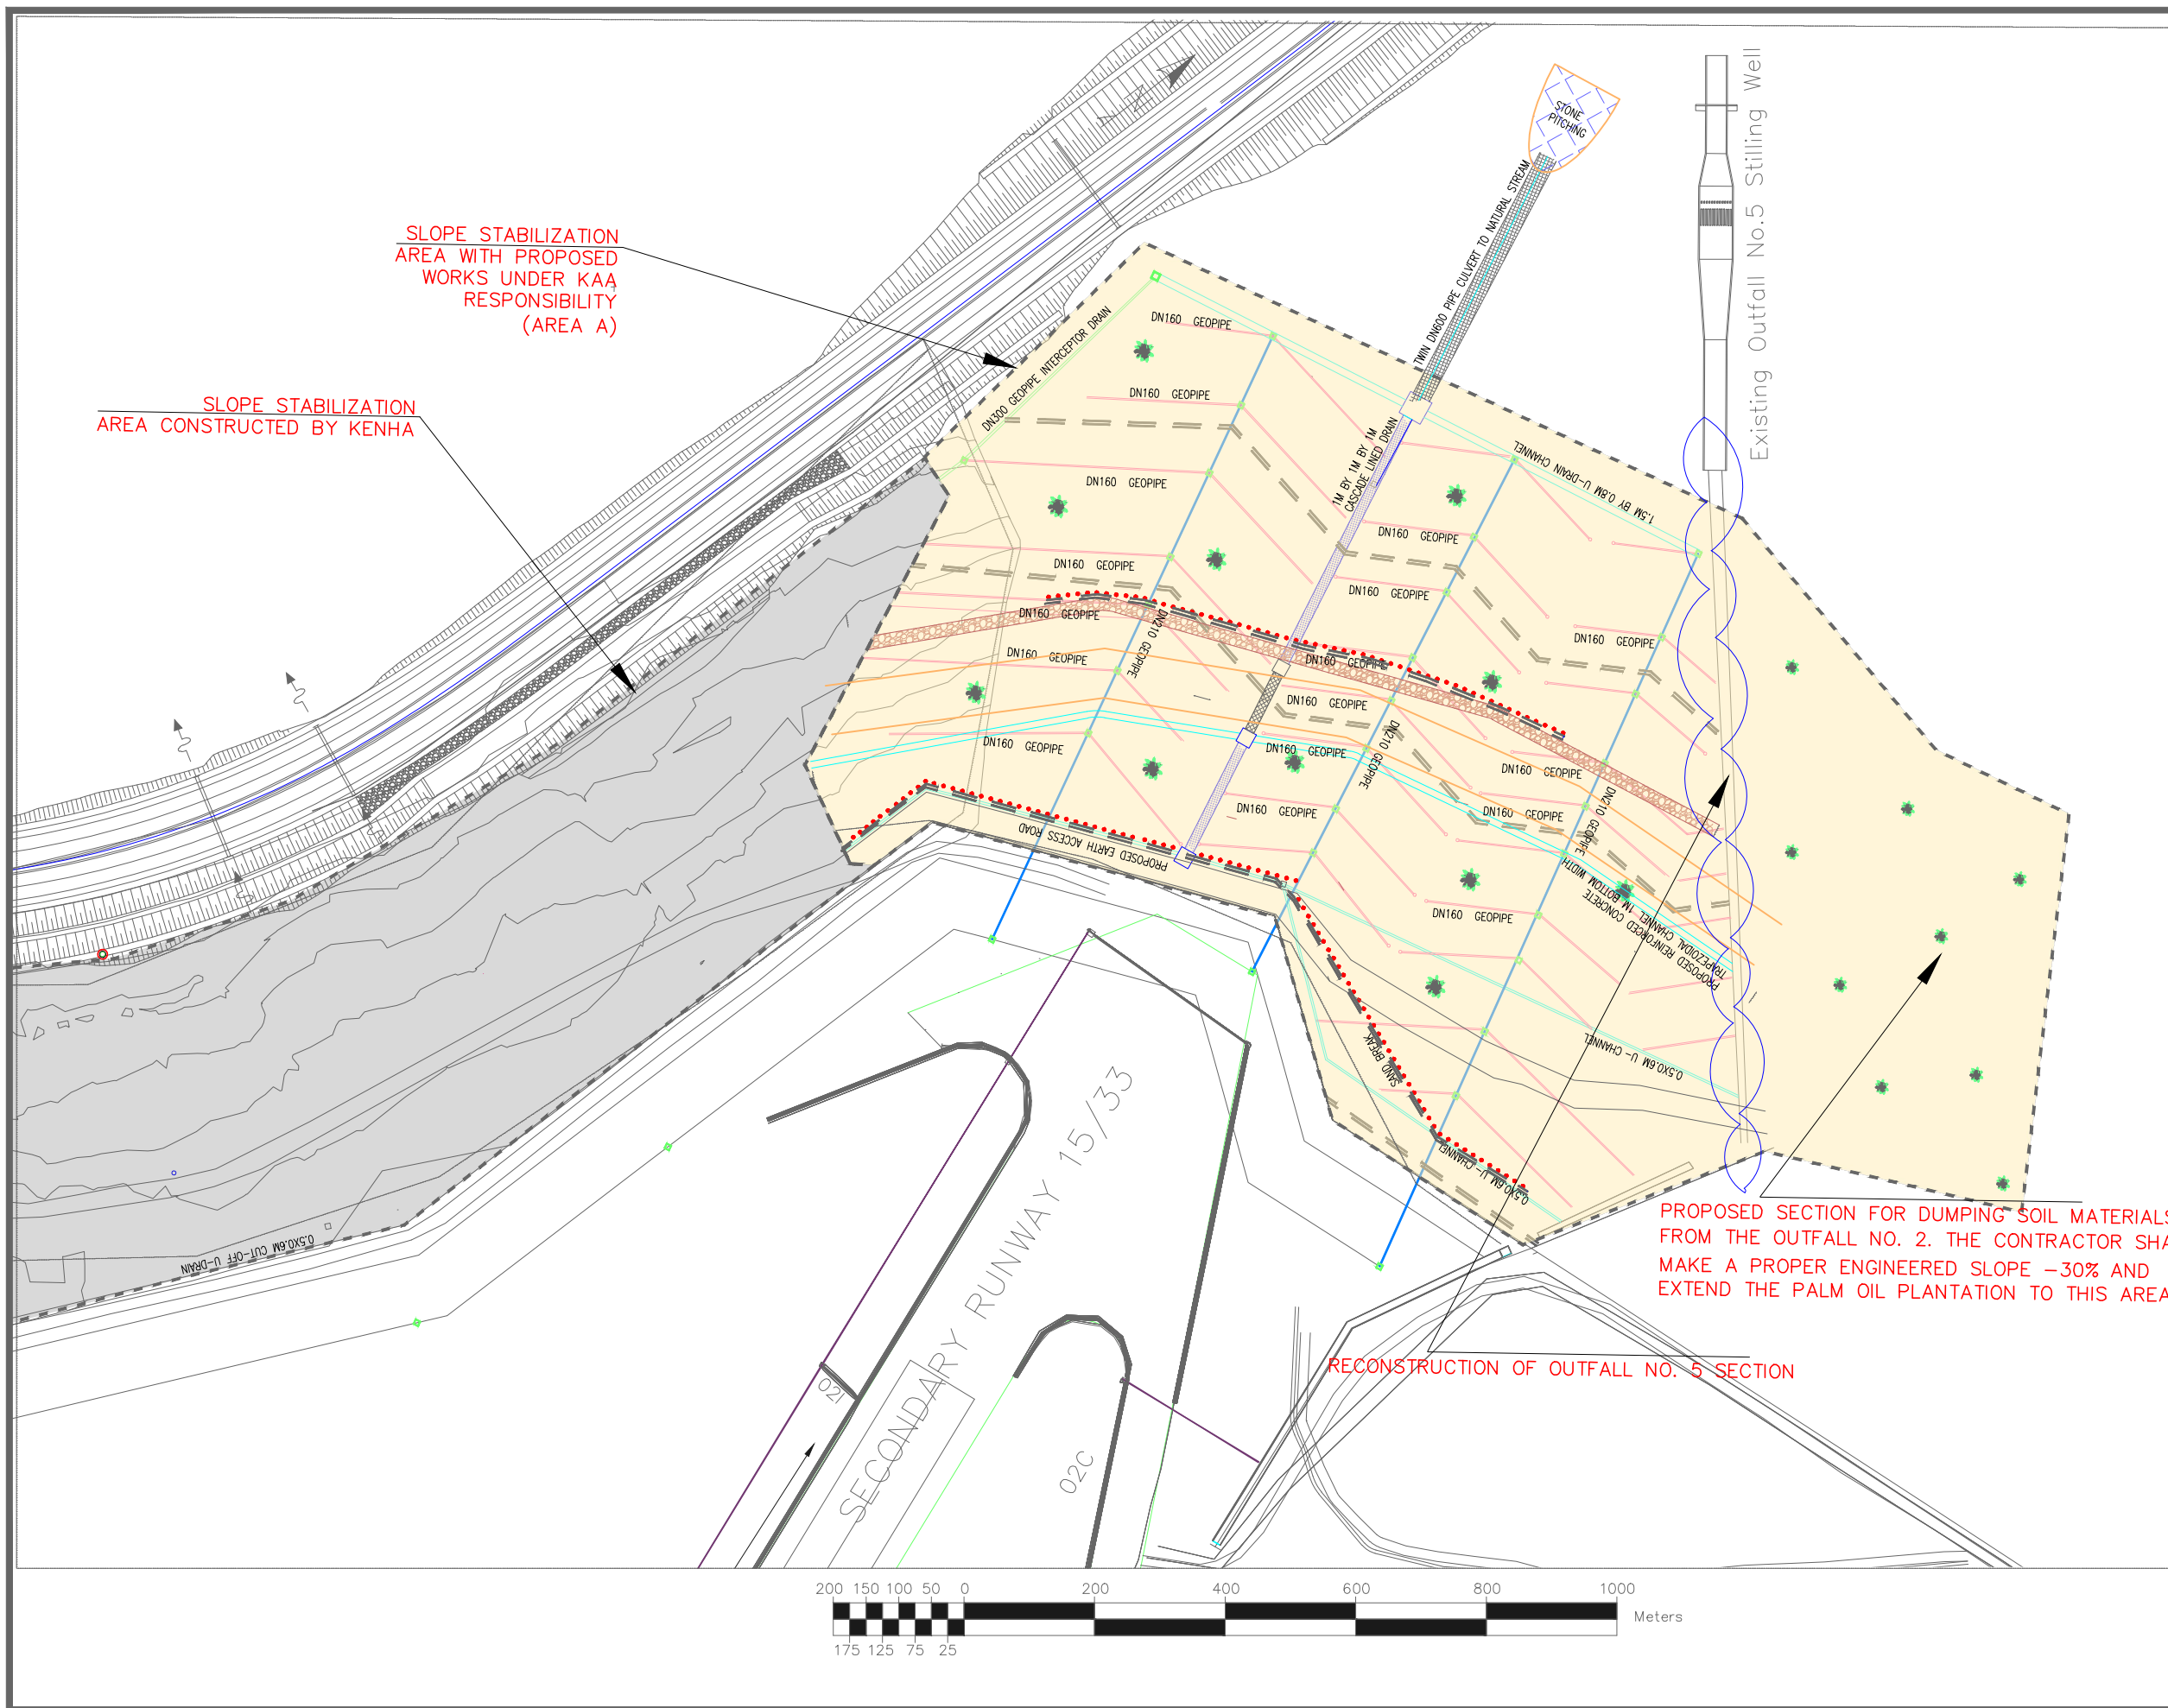 Existing Outfall No.5 Stilling Well
STONE
PITCHING
TWIN DN600 PIPE CULVERT TO NATURAL STREAM
SLOPE STABILIZATION
AREA WITH PROPOSED
WORKS UNDER KAA
RESPONSIBILITY
(AREA A)
SLOPE STABILIZATION
AREA CONSTRUCTED BY KENHA
DN300 GEOPIPE INTERCEPTOR DRAIN
DN160 GEOPIPE
DN160 GEOPIPE
DN160 GEOPIPE
DN160 GEOPIPE
DN160 GEOPIPE
DN160 GEOPIPE
DN160 GEOPIPE
1M BY 1M BY 1M
CASCADE LINED DRAIN
1.5M BY 0.8M U-DRAIN CHANNEL
DN160 GEOPIPE
DN160 GEOPIPE
DN160 GEOPIPE
DN160 GEOPIPE
DN160 GEOPIPE
DN160 GEOPIPE
DN160 GEOPIPE
DN160 GEOPIPE
DN160 GEOPIPE
DN160 GEOPIPE
DN160 GEOPIPE
DN210 GEOPIPE
DN210 GEOPIPE
DN210 GEOPIPE
PROPOSED EARTH ACCESS ROAD
PROPOSED REINFORCED CONCRETE
TRAPEZOIDAL CHANNEL 1M BOTTOM WIDTH
0.5X0.6M U- CHANNEL
SAND BREAK
0.5X0.6M U-CHANNEL
0.5X0.6M CUT-OFF U-DRAIN
SECONDARY RUNWAY 15/33
02C
PROPOSED SECTION FOR DUMPING SOIL MATERIALS
FROM THE OUTFALL NO. 2. THE CONTRACTOR SHA
MAKE A PROPER ENGINEERED SLOPE -30% AND
EXTEND THE PALM OIL PLANTATION TO THIS AREA
RECONSTRUCTION OF OUTFALL NO. 5 SECTION
200 150 100 50 0 200 400 600 800 1000
Meters
175 125 75 25